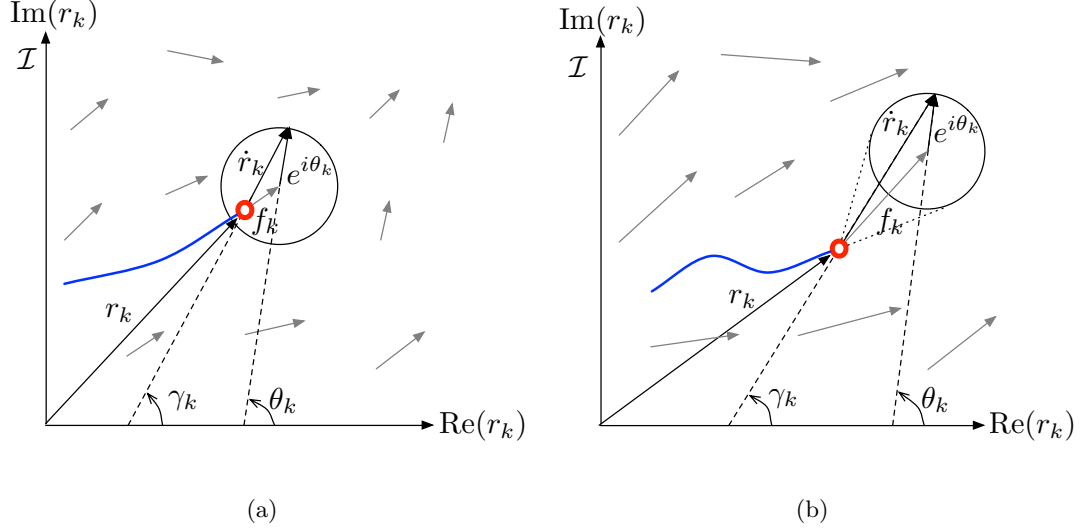 Im(r_k)
ℐ
ṙ_k
e^{iθ_k}
f_k
r_k
γ_k
θ_k
Re(r_k)
(a)
Im(r_k)
ℐ
ṙ_k
e^{iθ_k}
f_k
r_k
γ_k
θ_k
Re(r_k)
(b)